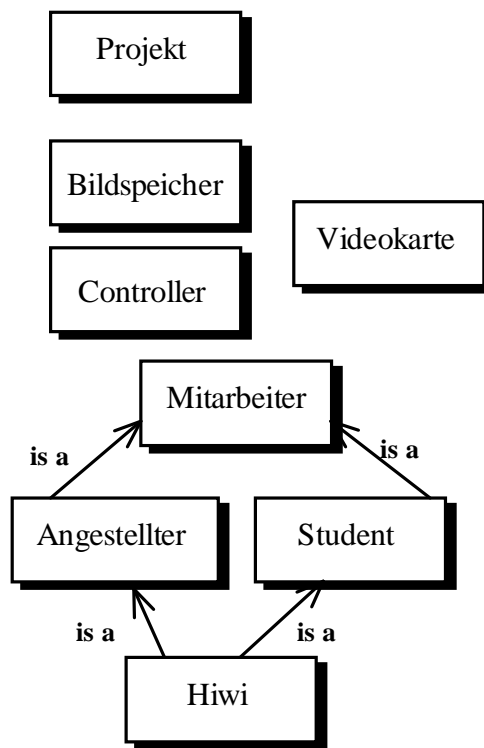 Projekt
Bildspeicher
Videokarte
Controller
Mitarbeiter
is a
is a
Angestellter
Student
is a
is a
Hiwi